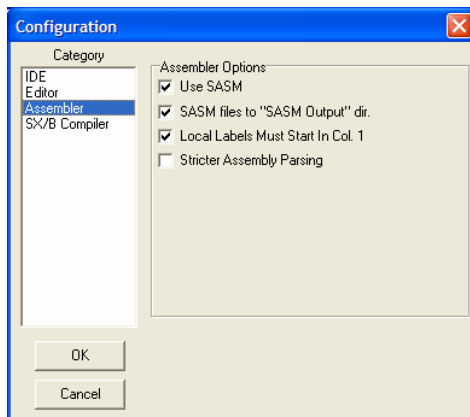 Configuration
Category
IDE
Editor
Assembler
SX/B Compiler
Assembler Options
Use SASM
SASM files to "SASM Output" dir.
Local Labels Must Start In Col. 1
Stricter Assembly Parsing
OK
Cancel